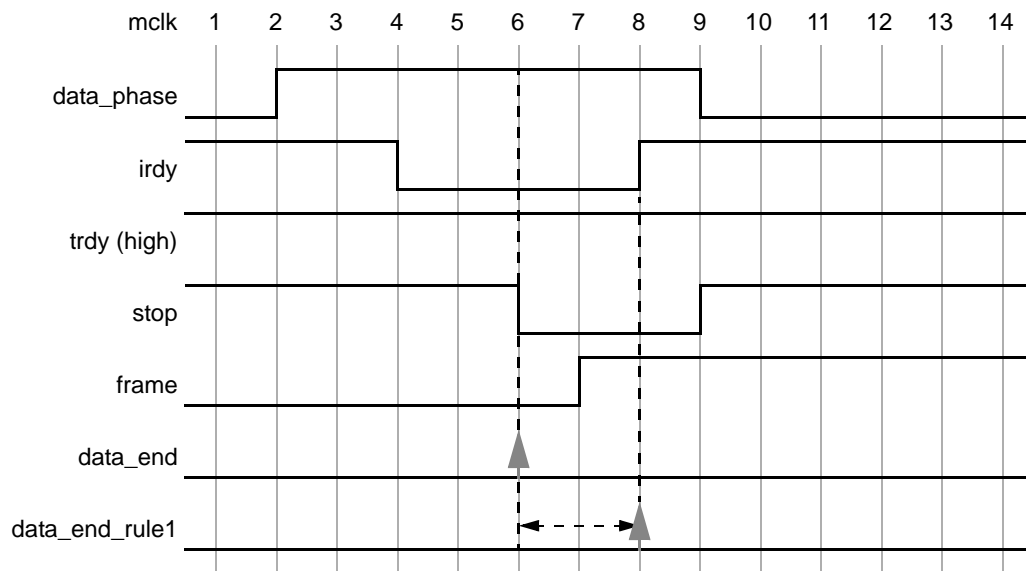 mclk 1 2 3 4 5 6 7 8 9 10 11 12 13 14
data_phase
irdy
trdy (high)
stop
frame
data_end
data_end_rule1